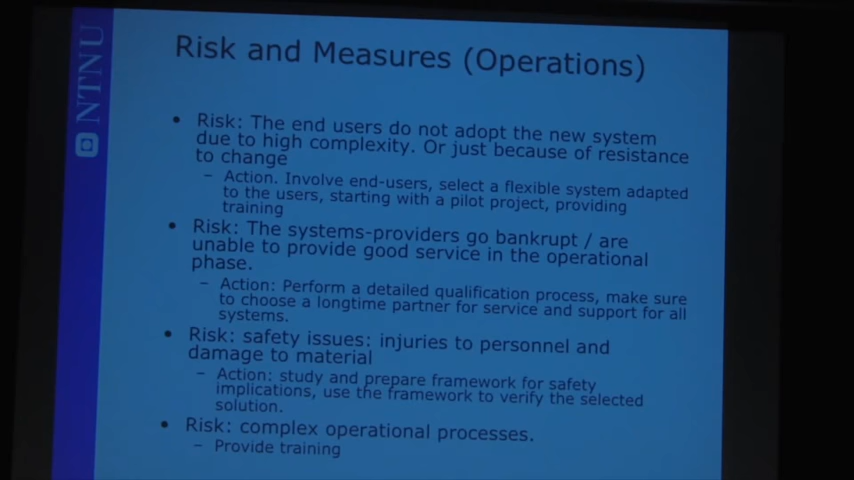 NTNU
Risk and Measures (Operations)
• Risk: The end users do not adopt the new system
due to high complexity. Or just because of resistance
to change
– Action. Involve end-users, select a flexible system adapted
to the users, starting with a pilot project, providing
training
• Risk: The systems-providers go bankrupt / are
unable to provide good service in the operational
phase.
– Action: Perform a detailed qualification process, make sure
to choose a longtime partner for service and support for all
systems.
• Risk: safety issues: injuries to personnel and
damage to material
– Action: study and prepare framework for safety
implications, use the framework to verify the selected
solution.
• Risk: complex operational processes.
– Provide training